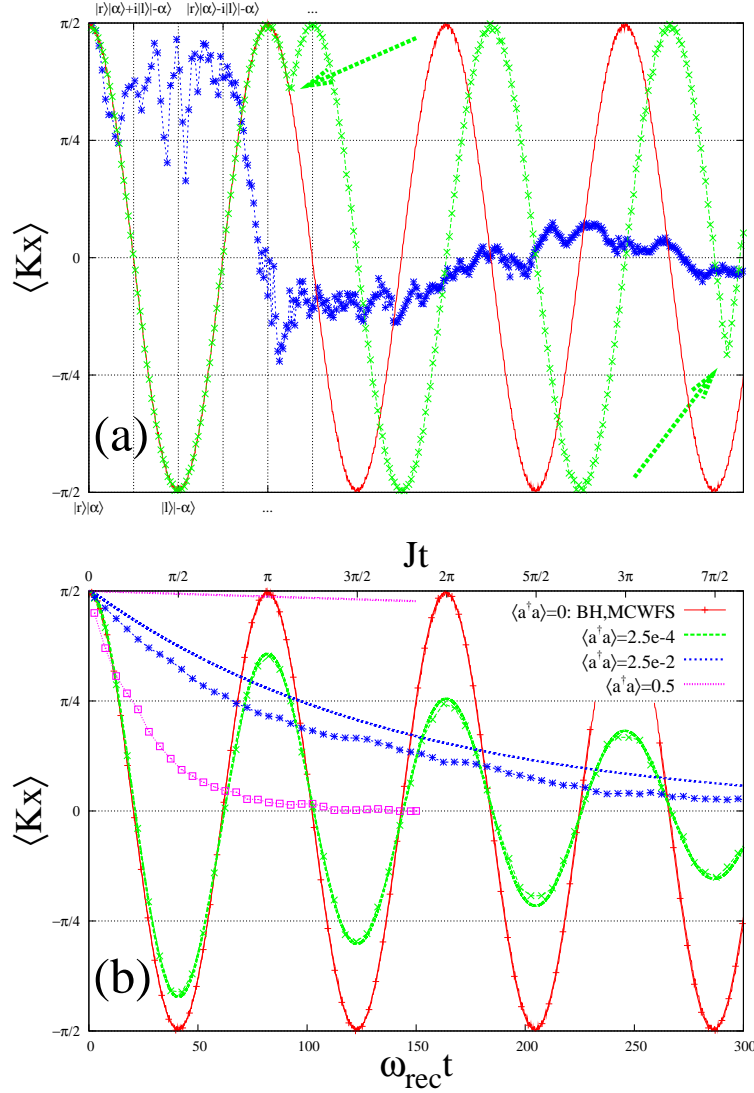 |r⟩|α⟩+i|l⟩|-α⟩ |r⟩|α⟩-i|l⟩|-α⟩ ...
π/2
π/4
0
−π/4
−π/2
⟨Kx⟩
(a)
|r⟩|α⟩ |l⟩|-α⟩ ...
Jt
0 π/2 π 3π/2 2π 5π/2 3π 7π/2
π/2
π/4
0
−π/4
−π/2
⟨Kx⟩
⟨a†a⟩=0: BH,MCWFS
⟨a†a⟩=2.5e-4
⟨a†a⟩=2.5e-2
⟨a†a⟩=0.5
(b)
0 50 100 150 200 250 300
ω_rec t